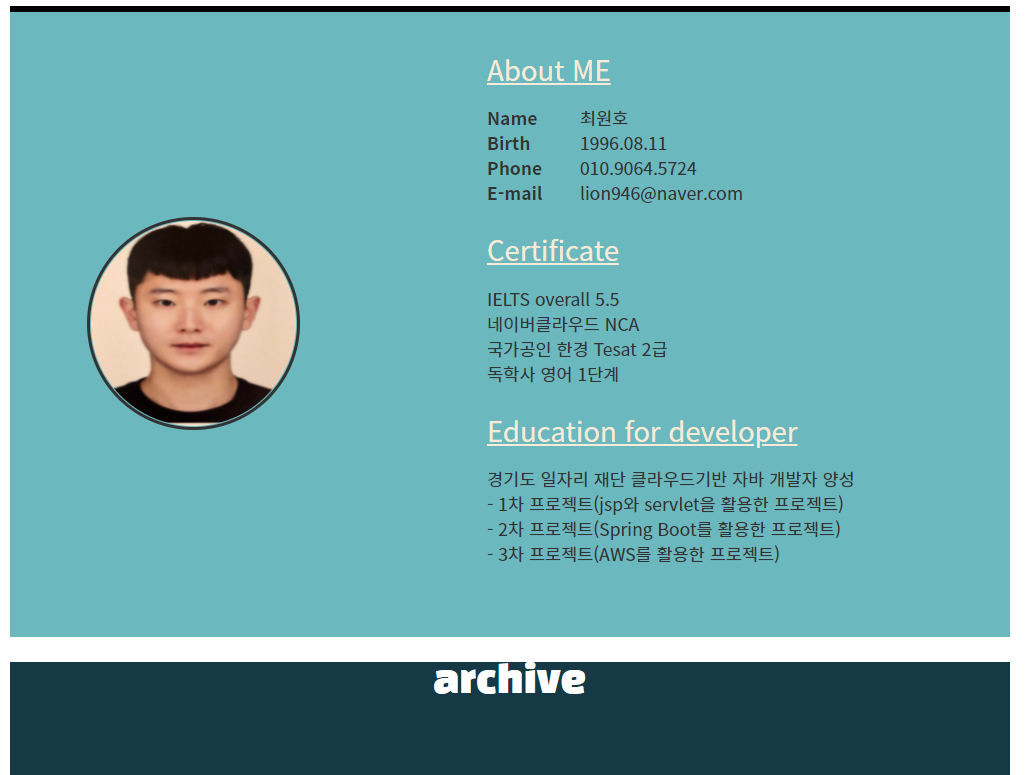 About ME
Name 최원호
Birth 1996.08.11
Phone 010.9064.5724
E-mail lion946@naver.com
Certificate
IELTS overall 5.5
네이버클라우드 NCA
국가공인 한경 Tesat 2급
독학사 영어 1단계
Education for developer
경기도 일자리 재단 클라우드기반 자바 개발자 양성
- 1차 프로젝트(jsp와 servlet을 활용한 프로젝트)
- 2차 프로젝트(Spring Boot를 활용한 프로젝트)
- 3차 프로젝트(AWS를 활용한 프로젝트)
archive